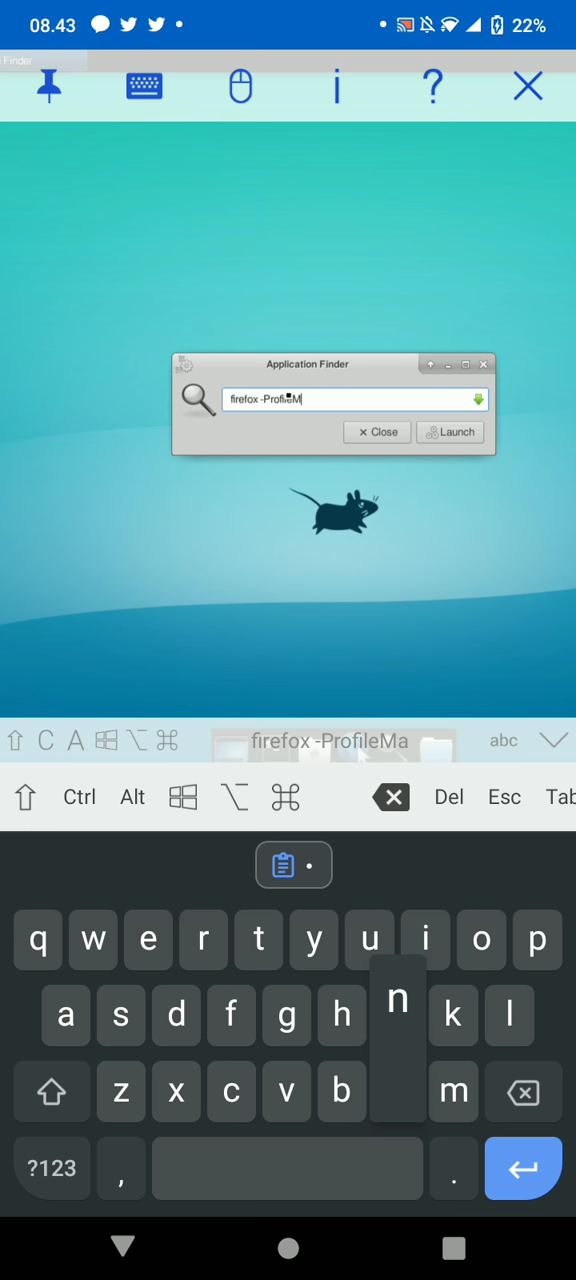 08.43
22%
Finder
i ?
Application Finder
firefox -ProfileM
Close Launch
C A firefox -ProfileMa abc
Ctrl Alt Del Esc Tab
q w e r t y u i o p
n
a s d f g h k l
z x c v b m
?123 , .